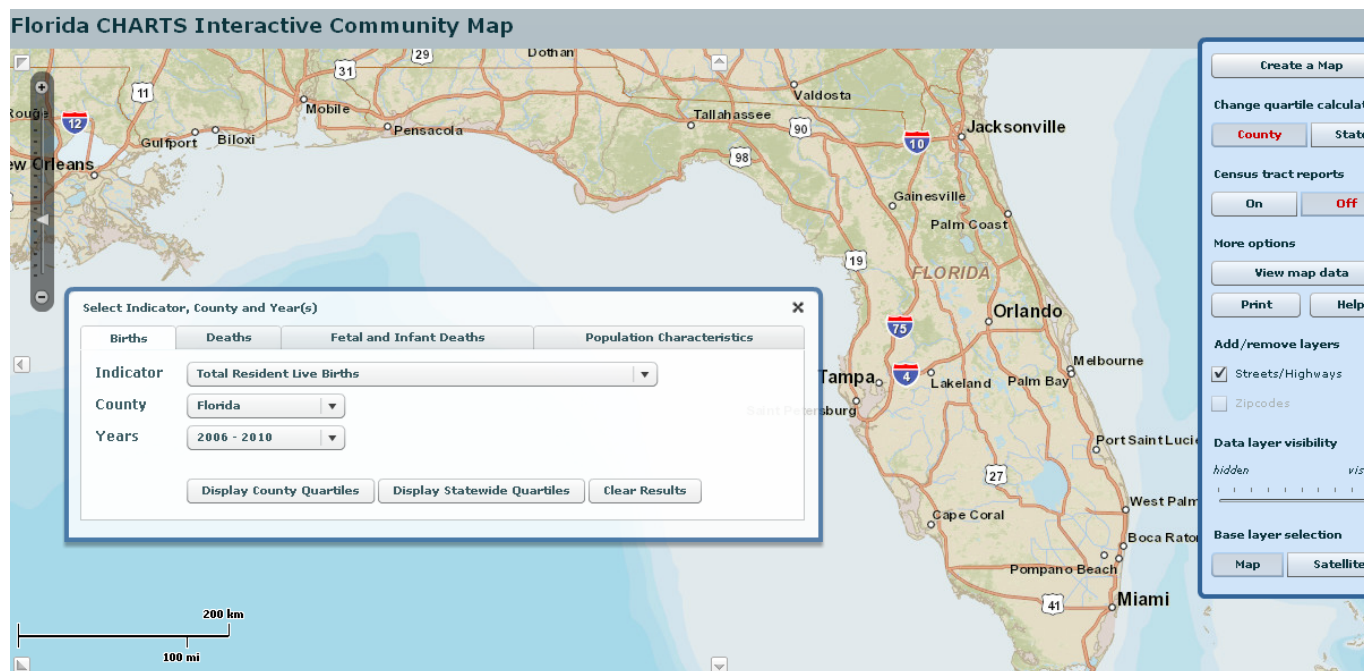 Florida CHARTS Interactive Community Map
Dothan
29
31
11
Mobile
Valdosta
Tallahassee
90
Jacksonville
12
Gulfport
Biloxi
Pensacola
98
10
ew Orleans
Gainesville
Palm Coast
19
FLORIDA
75
Orlando
Melbourne
Tampa
4
Lakeland
Palm Bay
Saint Petersburg
Port Saint Lucie
27
West Palm
Cape Coral
Boca Raton
Pompano Beach
41
Miami
Select Indicator, County and Year(s)
Births Deaths Fetal and Infant Deaths Population Characteristics
Indicator Total Resident Live Births
County Florida
Years 2006 - 2010
Display County Quartiles Display Statewide Quartiles Clear Results
200 km
100 mi
Create a Map
Change quartile calculat
County State
Census tract reports
On Off
More options
View map data
Print Help
Add/remove layers
Streets/Highways
Zipcodes
Data layer visibility
hidden vis
Base layer selection
Map Satellite